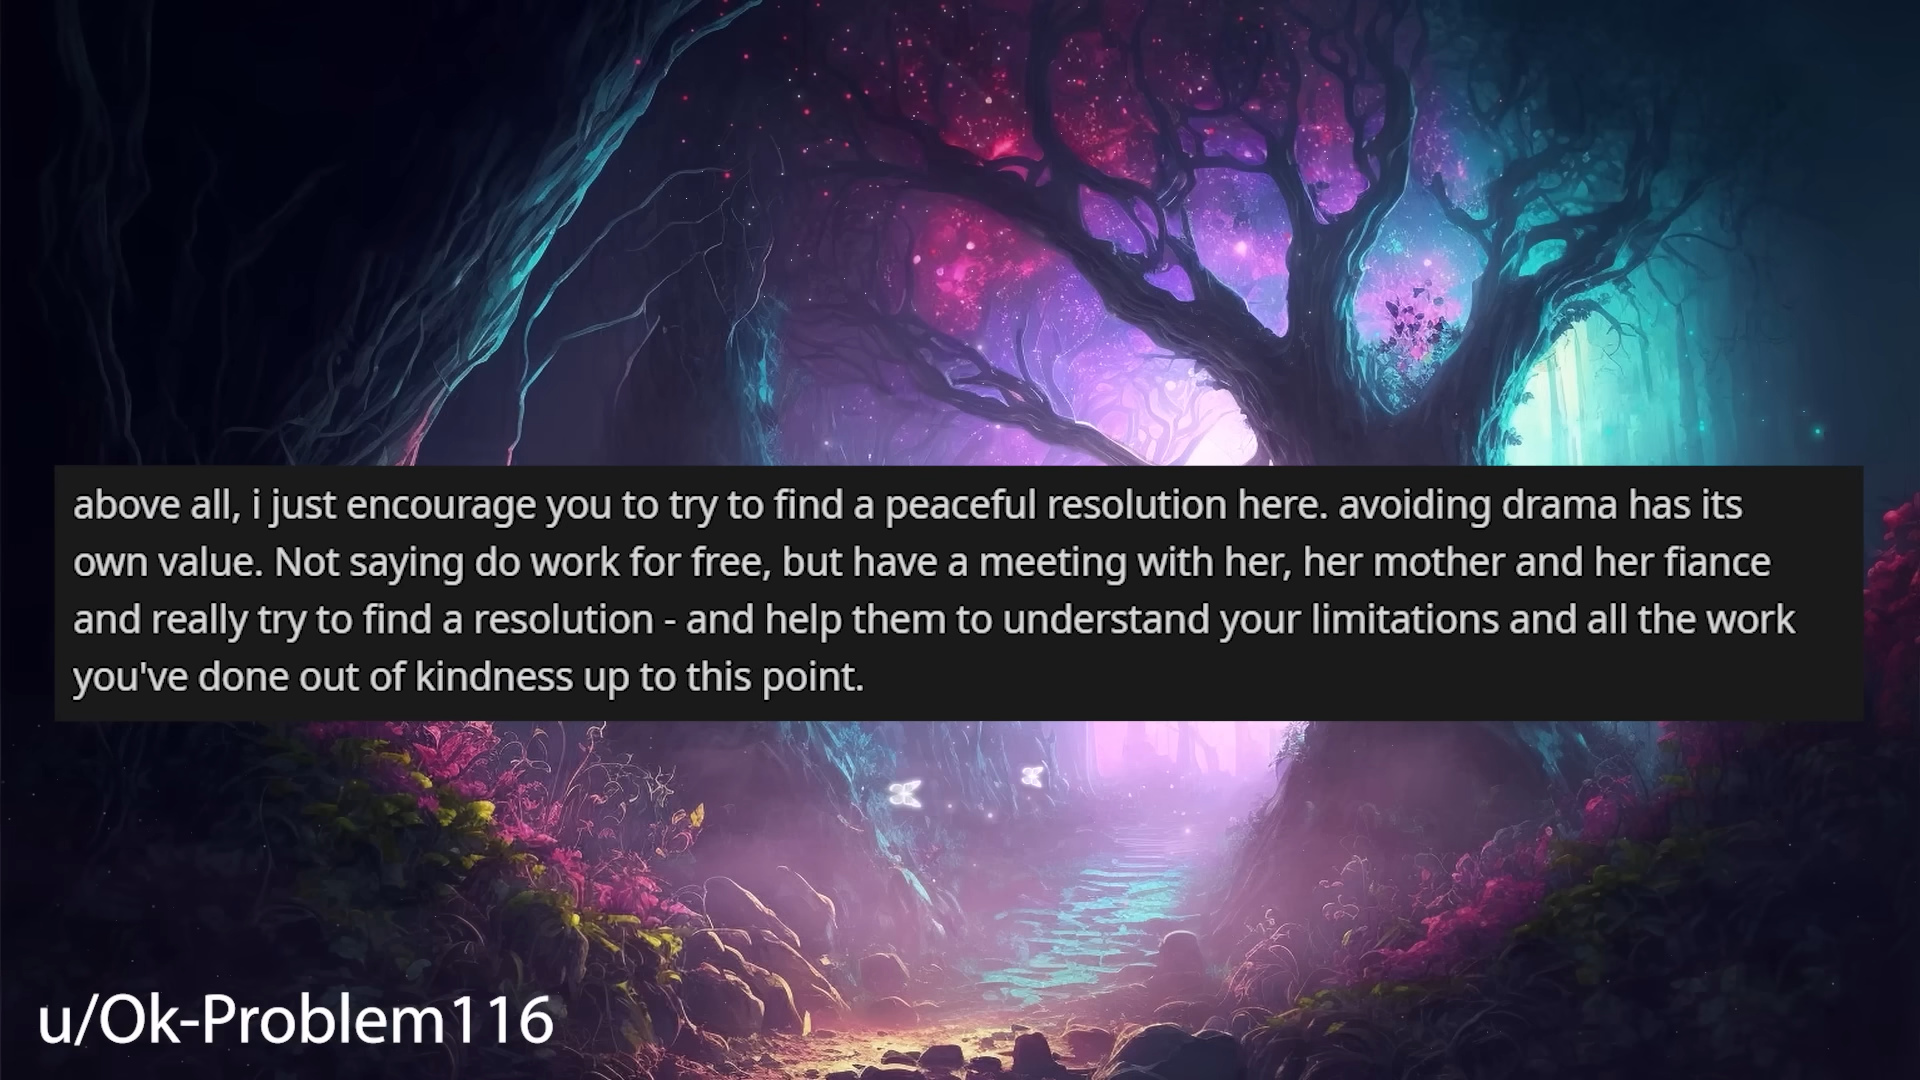 above all, i just encourage you to try to find a peaceful resolution here. avoiding drama has its
own value. Not saying do work for free, but have a meeting with her, her mother and her fiance
and really try to find a resolution - and help them to understand your limitations and all the work
you've done out of kindness up to this point.
u/Ok-Problem116